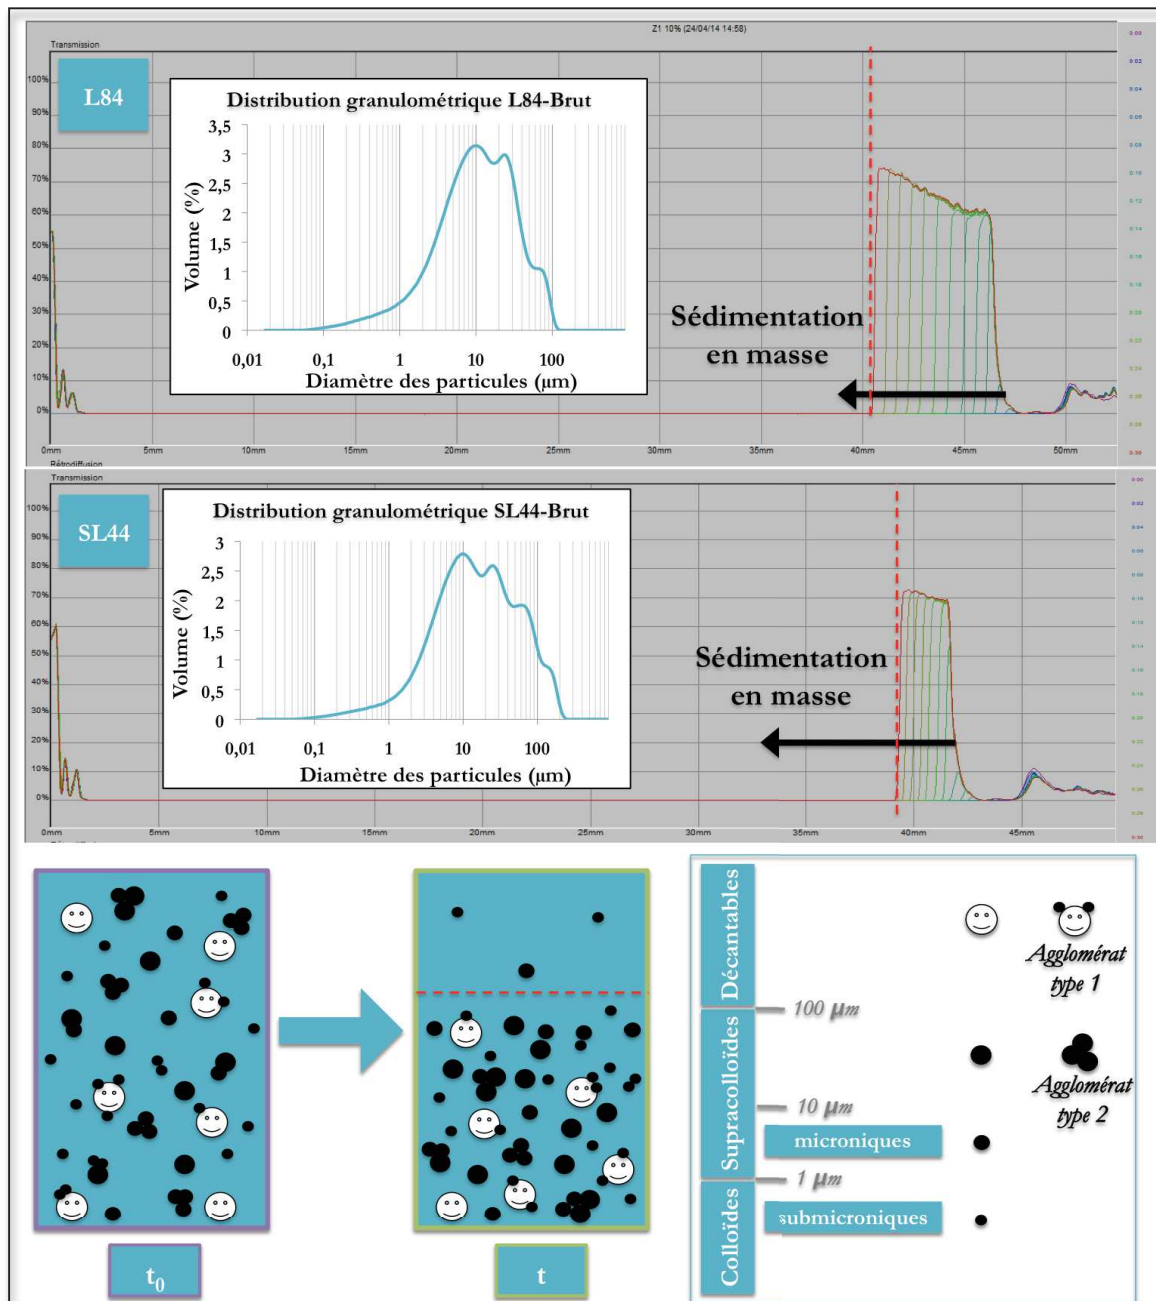 Z1 10% (24/04/14 14:58)
Transmission
L84
100%
90%
80%
70%
60%
50%
40%
30%
20%
10%
0%
Distribution granulométrique L84-Brut
Volume (%)
3,5
3
2,5
2
1,5
1
0,5
0
0,01 0,1 1 10 100
Diamètre des particules (µm)
Sédimentation
en masse
0mm 5mm 10mm 15mm 20mm 25mm 30mm 35mm 40mm 45mm 50mm
Rétrodiffusion
Transmission
SL44
100%
90%
80%
70%
60%
50%
40%
30%
20%
10%
0%
Distribution granulométrique SL44-Brut
Volume (%)
3
2,5
2
1,5
1
0,5
0
0,01 0,1 1 10 100
Diamètre des particules (µm)
Sédimentation
en masse
0mm 5mm 10mm 15mm 20mm 25mm 30mm 35mm 40mm 45mm
t0
t
Décantables
Supracolloïdes
Colloïdes
100 µm
10 µm
microniques
1 µm
submicroniques
Agglomérat
type 1
Agglomérat
type 2